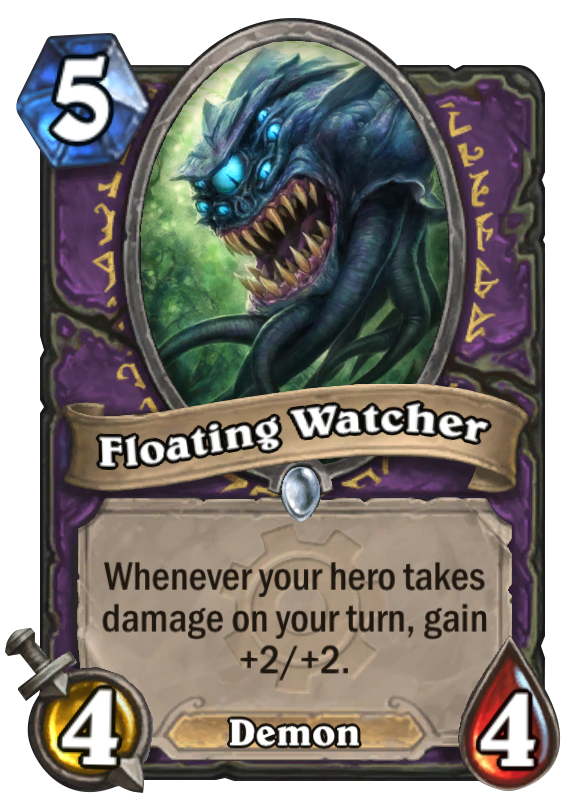 5
Floating Watcher
Whenever your hero takes
damage on your turn, gain
+2/+2.
4
Demon
4